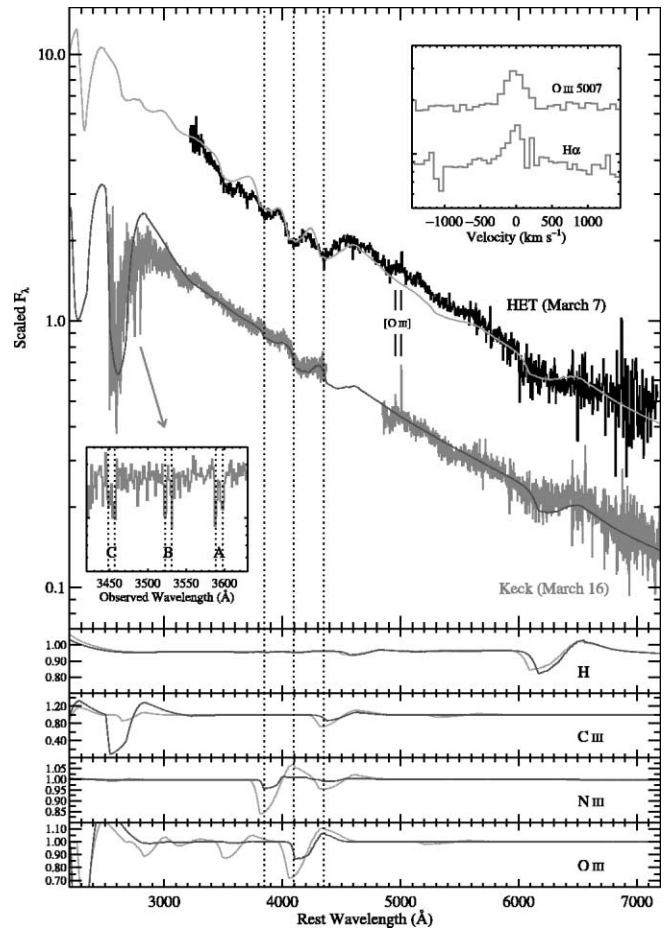 10.0
1.0
0.1
Scaled Fλ
O III 5007
Hα
−1000 −500 0 500 1000
Velocity (km s⁻¹)
HET (March 7)
[O III]
C B A
3450 3500 3550 3600
Observed Wavelength (Å)
Keck (March 16)
1.00
0.90
0.80
H
1.20
0.80
0.40
C III
1.05
1.00
0.95
0.90
0.85
N III
1.10
1.00
0.90
0.80
0.70
O III
3000 4000 5000 6000 7000
Rest Wavelength (Å)